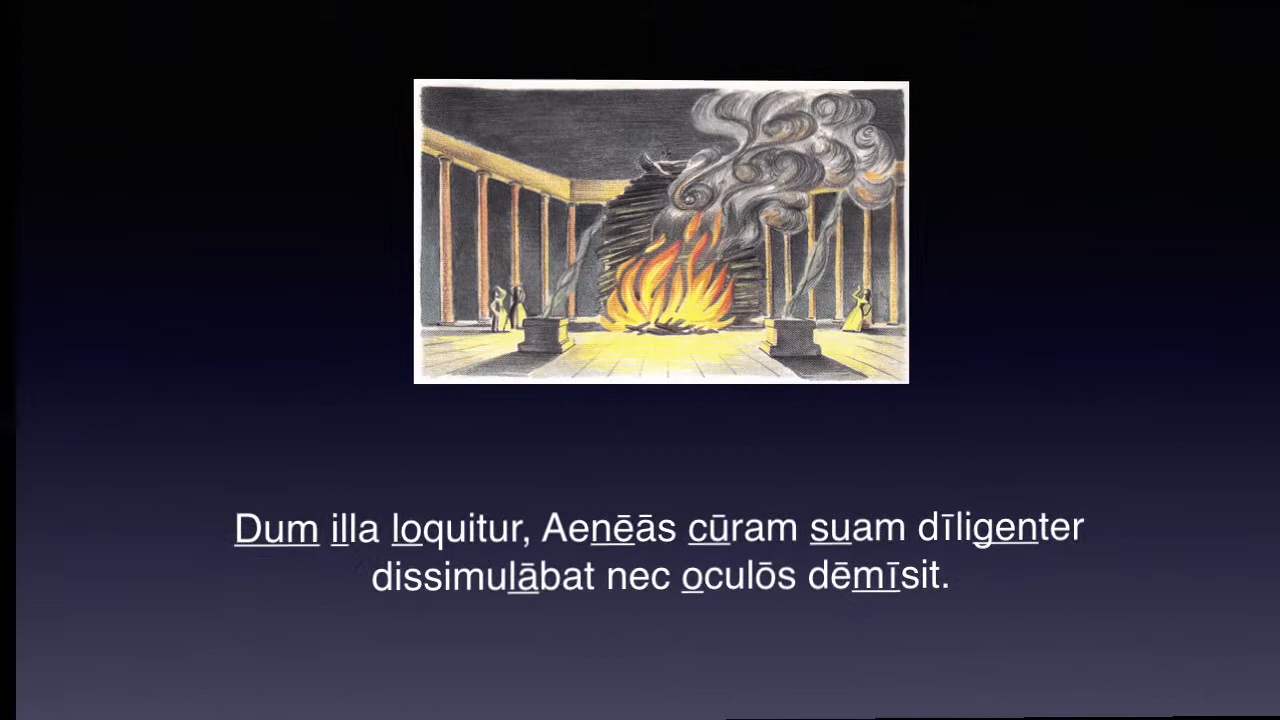 Dum illa loquitur, Aenēās cūram suam dīligenter
dissimulābat nec oculōs dēmīsit.